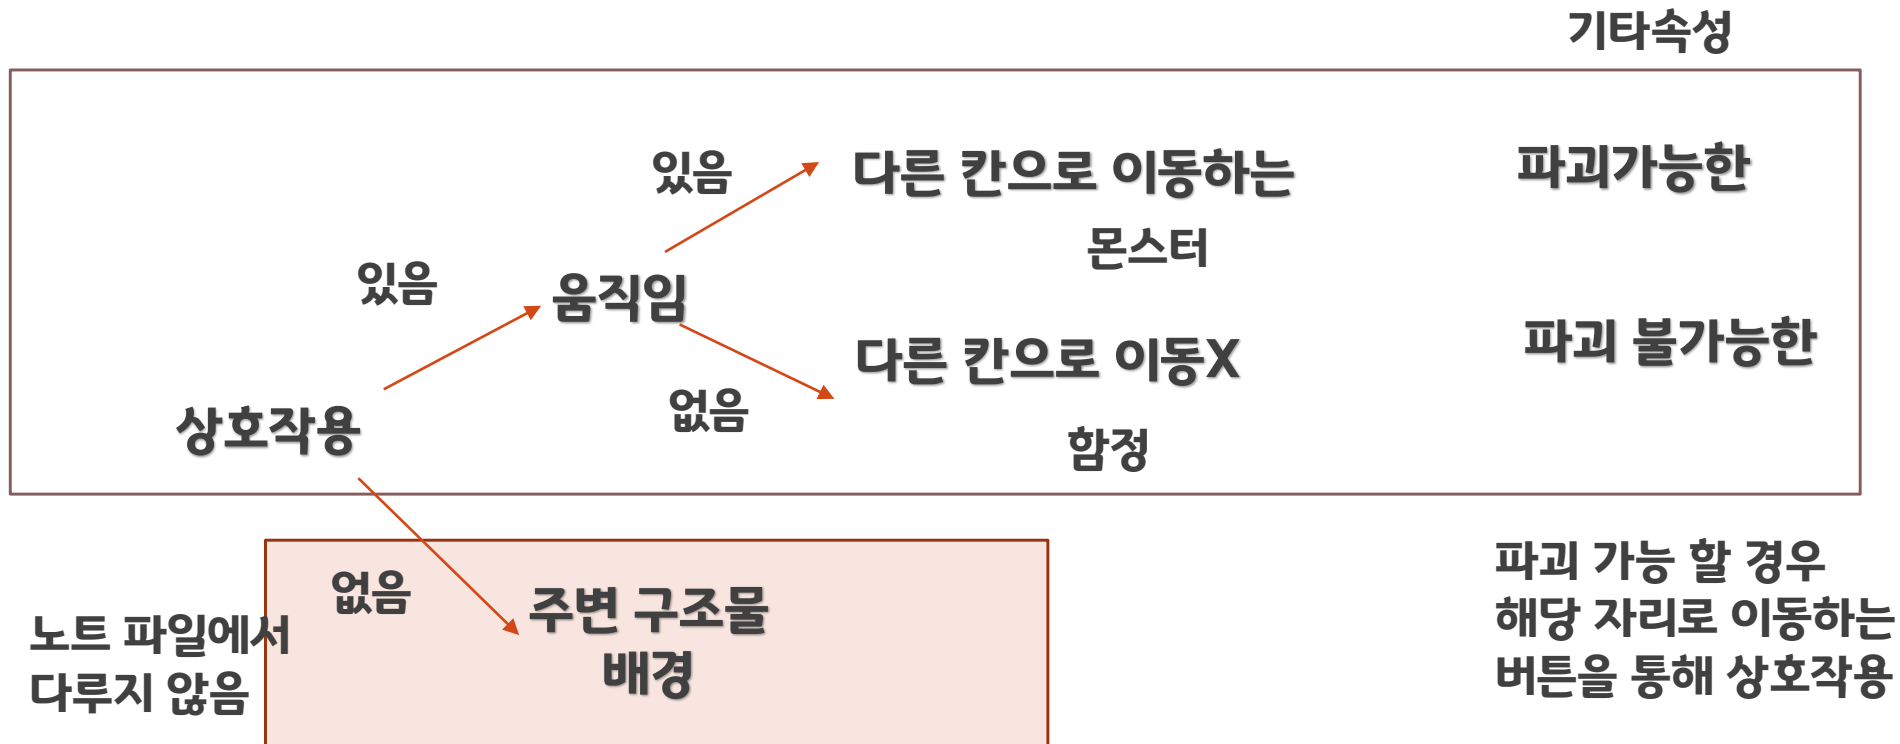 기타속성
있음
다른 칸으로 이동하는
파괴가능한
몬스터
있음
움직임
다른 칸으로 이동X
파괴 불가능한
없음
상호작용
함정
없음
주변 구조물
배경
노트 파일에서
다루지 않음
파괴 가능 할 경우
해당 자리로 이동하는
버튼을 통해 상호작용